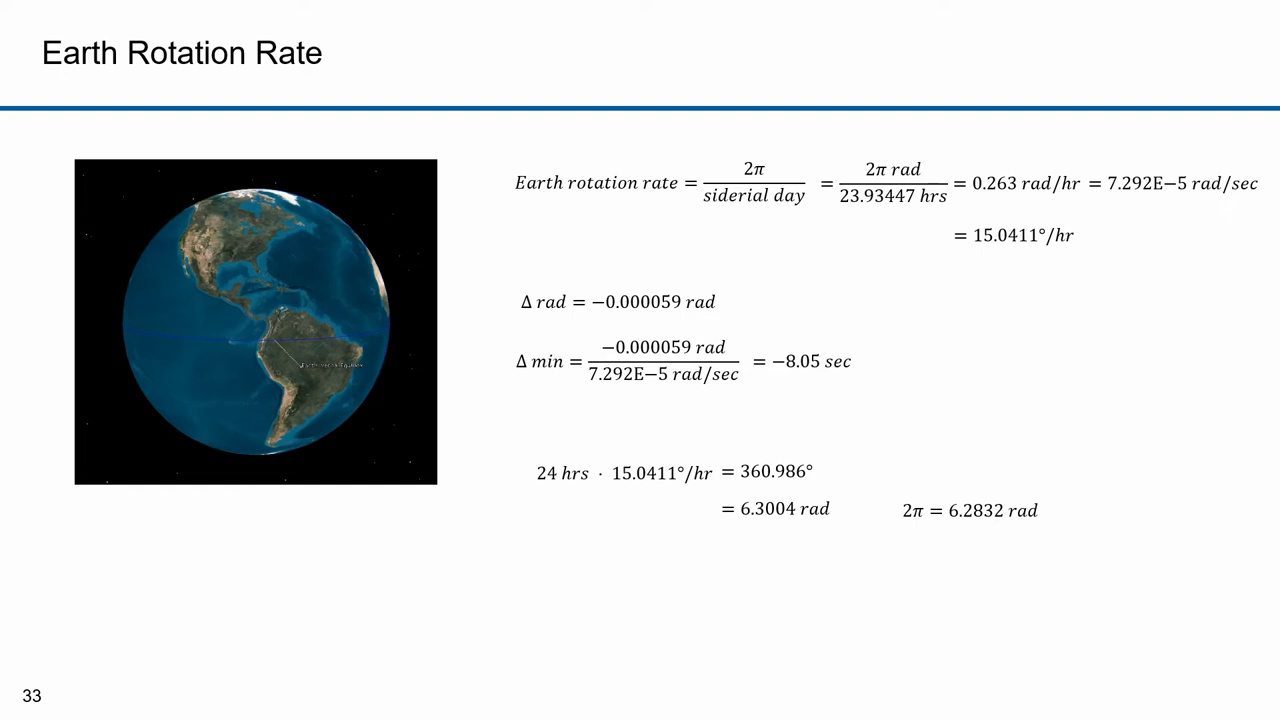 Earth Rotation Rate
Earth rotation rate = 2π / siderial day = 2π rad / 23.93447 hrs = 0.263 rad/hr = 7.292E−5 rad/sec
= 15.0411°/hr
Δ rad = −0.000059 rad
Δ min = −0.000059 rad / 7.292E−5 rad/sec = −8.05 sec
24 hrs · 15.0411°/hr = 360.986°
= 6.3004 rad 2π = 6.2832 rad
33